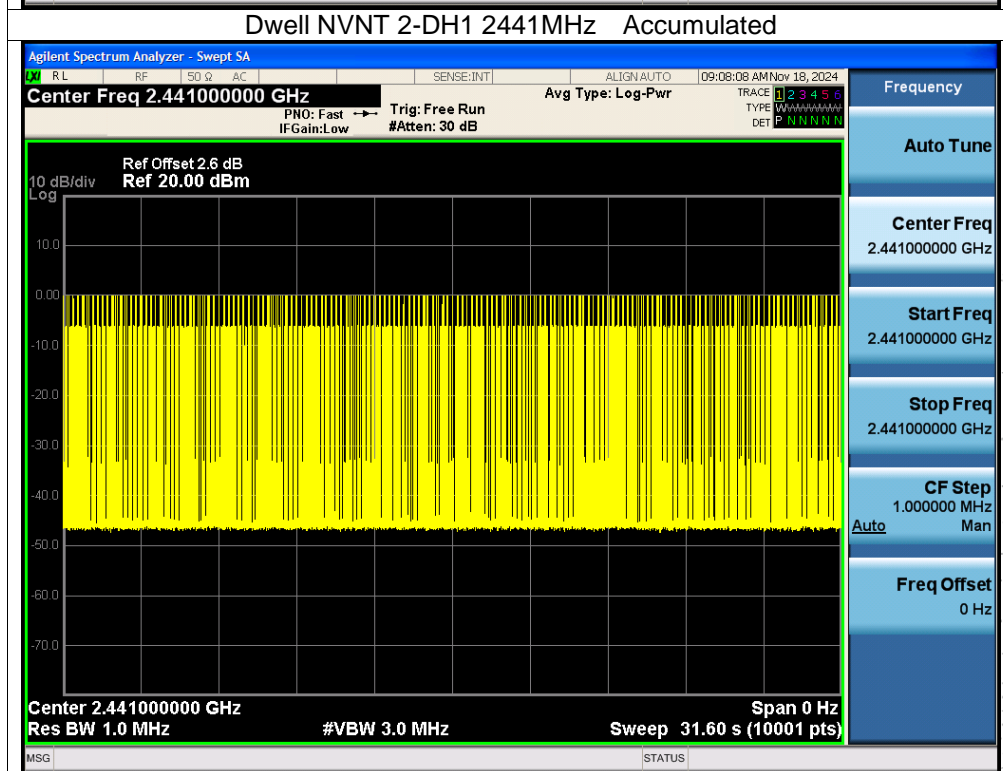 Dwell NVNT 2-DH1 2441MHz Accumulated
Agilent Spectrum Analyzer - Swept SA
LXI RL RF 50 Ω AC SENSE:INT ALIGN AUTO 09:08:08 AM Nov 18, 2024
Center Freq 2.441000000 GHz
PNO: Fast
IFGain:Low
Trig: Free Run
#Atten: 30 dB
Avg Type: Log-Pwr
TRACE 1 2 3 4 5 6
TYPE W
DET P N N N N N
Frequency
Auto Tune
Center Freq
2.441000000 GHz
Start Freq
2.441000000 GHz
Stop Freq
2.441000000 GHz
CF Step
1.000000 MHz
Auto Man
Freq Offset
0 Hz
Ref Offset 2.6 dB
10 dB/div Ref 20.00 dBm
Log
10.0
0.00
-10.0
-20.0
-30.0
-40.0
-50.0
-60.0
-70.0
Center 2.441000000 GHz Span 0 Hz
Res BW 1.0 MHz #VBW 3.0 MHz Sweep 31.60 s (10001 pts)
MSG STATUS